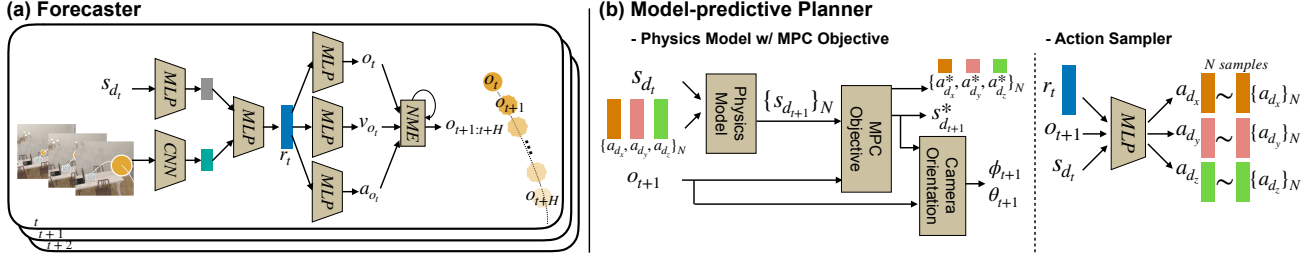 (a) Forecaster
s_{d_t}
MLP
CNN
MLP
r_t
MLP
MLP
MLP
o_t
v_{o_t}
a_{o_t}
NME
o_{t+1:t+H}
o_t
o_{t+1}
o_{t+H}
t
t + 1
t + 2
(b) Model-predictive Planner
- Physics Model w/ MPC Objective
s_{d_t}
{a_{d_x}, a_{d_y}, a_{d_z}}_N
o_{t+1}
Physics
Model
{s_{d_{t+1}}}_N
MPC
Objective
{a^*_{d_x}, a^*_{d_y}, a^*_{d_z}}_N
s^*_{d_{t+1}}
Camera
Orientation
ϕ_{t+1}
θ_{t+1}
- Action Sampler
r_t
o_{t+1}
s_{d_t}
MLP
N samples
a_{d_x} ~ {a_{d_x}}_N
a_{d_y} ~ {a_{d_y}}_N
a_{d_z} ~ {a_{d_z}}_N